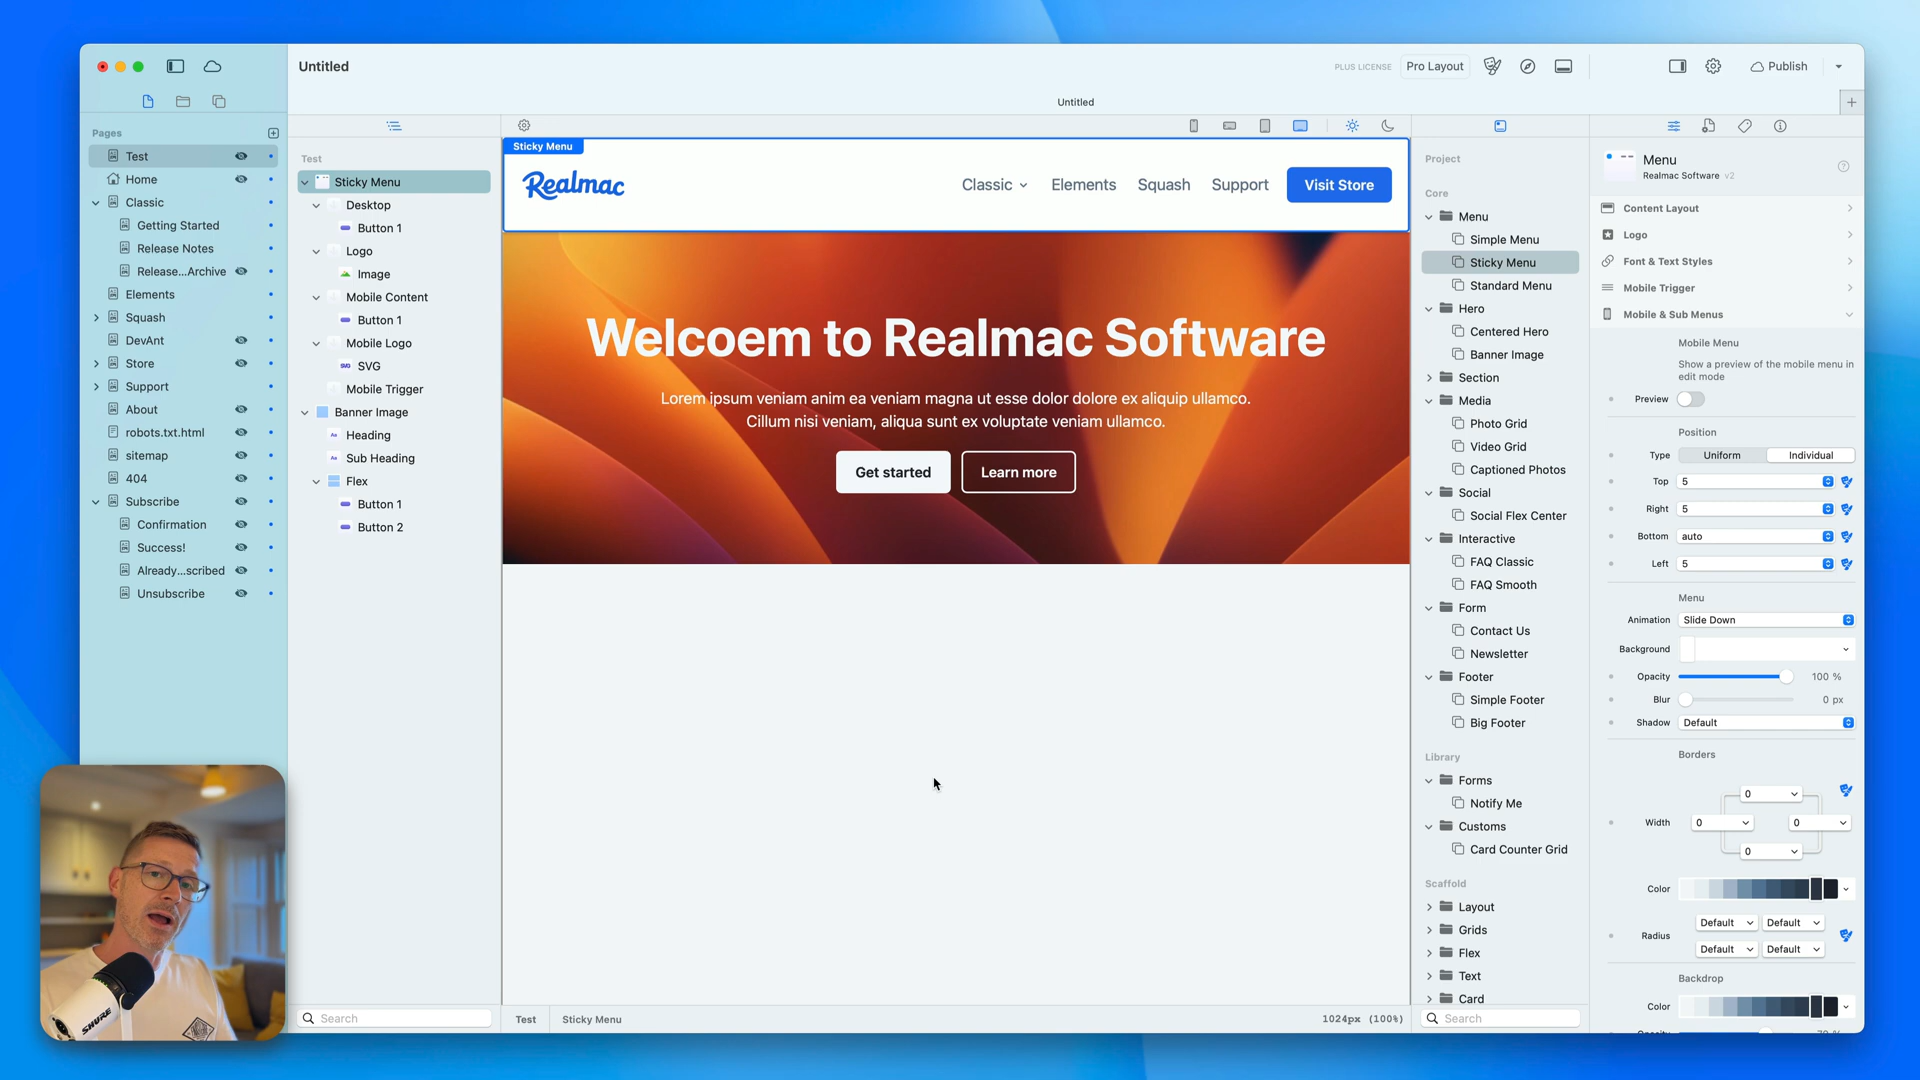 Untitled
PLUS LICENSE
Pro Layout
Publish
Untitled
Pages
Test
Home
Classic
Getting Started
Release Notes
Release...Archive
Elements
Squash
DevAnt
Store
Support
About
robots.txt.html
sitemap
404
Subscribe
Confirmation
Success!
Already...scribed
Unsubscribe
SHURE
Test
Sticky Menu
Desktop
Button 1
Logo
Image
Mobile Content
Button 1
Mobile Logo
SVG
Mobile Trigger
Banner Image
Heading
Sub Heading
Flex
Button 1
Button 2
Search
Sticky Menu
Realmac
Classic
Elements
Squash
Support
Visit Store
Welcoem to Realmac Software
Lorem ipsum veniam anim ea veniam magna ut esse dolor dolore ex aliquip ullamco.
Cillum nisi veniam, aliqua sunt ex voluptate veniam ullamco.
Get started
Learn more
Test
Sticky Menu
1024px (100%)
Project
Core
Menu
Simple Menu
Sticky Menu
Standard Menu
Hero
Centered Hero
Banner Image
Section
Media
Photo Grid
Video Grid
Captioned Photos
Social
Social Flex Center
Interactive
FAQ Classic
FAQ Smooth
Form
Contact Us
Newsletter
Footer
Simple Footer
Big Footer
Library
Forms
Notify Me
Customs
Card Counter Grid
Scaffold
Layout
Grids
Flex
Text
Card
Search
Menu
Realmac Software v2
Content Layout
Logo
Font & Text Styles
Mobile Trigger
Mobile & Sub Menus
Mobile Menu
Show a preview of the mobile menu in
edit mode
Preview
Position
Type Uniform Individual
Top 5
Right 5
Bottom auto
Left 5
Menu
Animation Slide Down
Background
Opacity 100 %
Blur 0 px
Shadow Default
Borders
0
Width 0 0
0
Color
Default Default
Radius
Default Default
Backdrop
Color